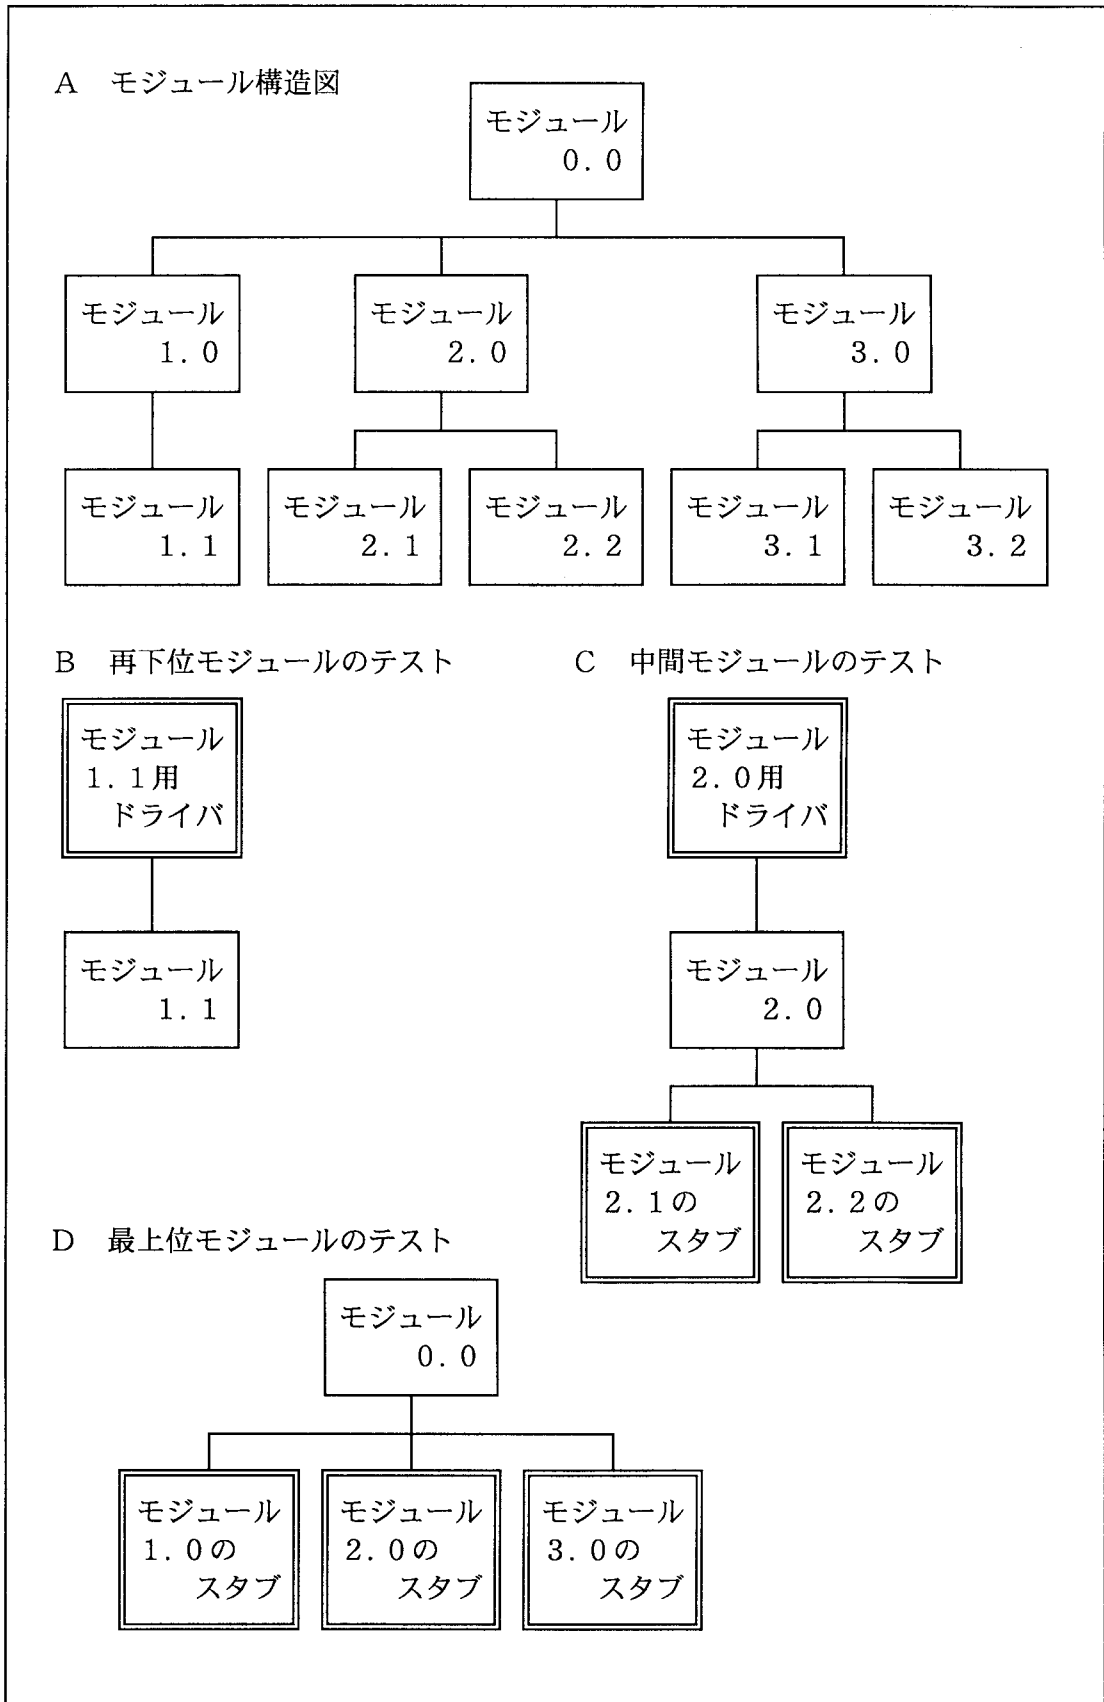 A モジュール構造図
モジュール
0.0
モジュール
1.0
モジュール
2.0
モジュール
3.0
モジュール
1.1
モジュール
2.1
モジュール
2.2
モジュール
3.1
モジュール
3.2
B 再下位モジュールのテスト
モジュール
1.1用
ドライバ
モジュール
1.1
C 中間モジュールのテスト
モジュール
2.0用
ドライバ
モジュール
2.0
モジュール
2.1の
スタブ
モジュール
2.2の
スタブ
D 最上位モジュールのテスト
モジュール
0.0
モジュール
1.0の
スタブ
モジュール
2.0の
スタブ
モジュール
3.0の
スタブ